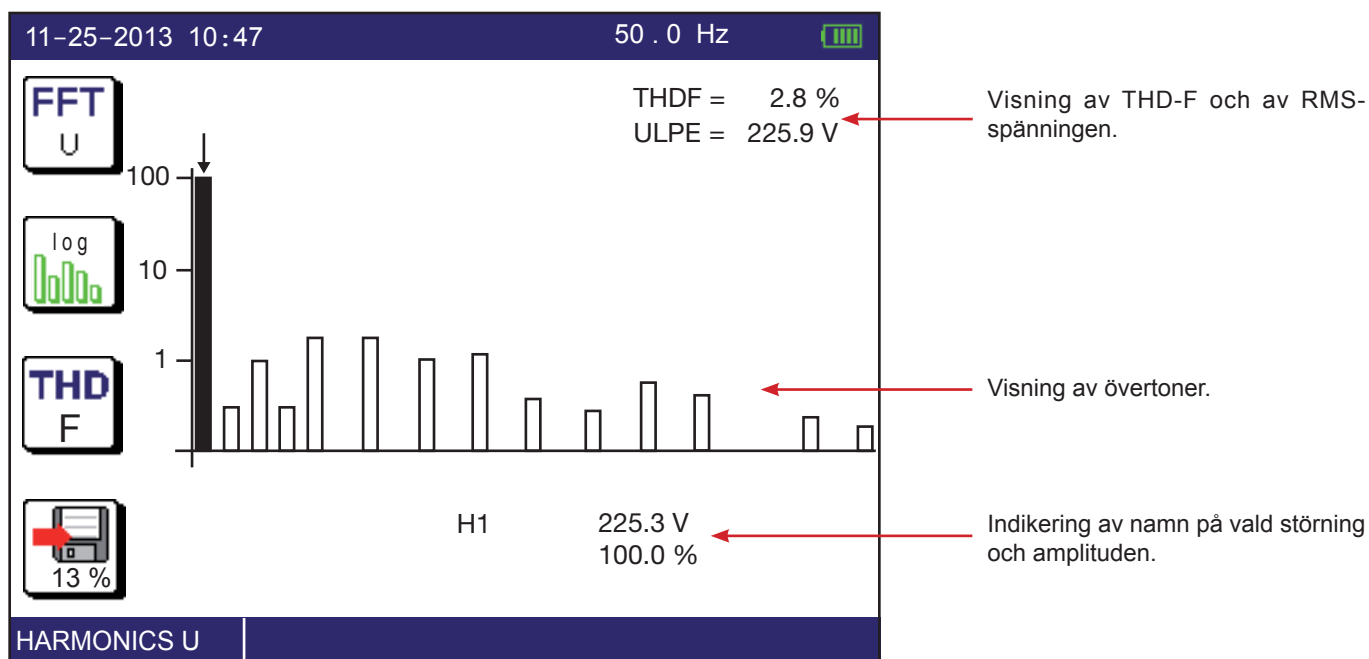 11-25-2013 10:47
50.0 Hz
FFT
U
THDF = 2.8 %
ULPE = 225.9 V
Visning av THD-F och av RMS-
spänningen.
100
log
10
1
THD
F
Visning av övertoner.
H1 225.3 V
100.0 %
Indikering av namn på vald störning
och amplituden.
13 %
HARMONICS U